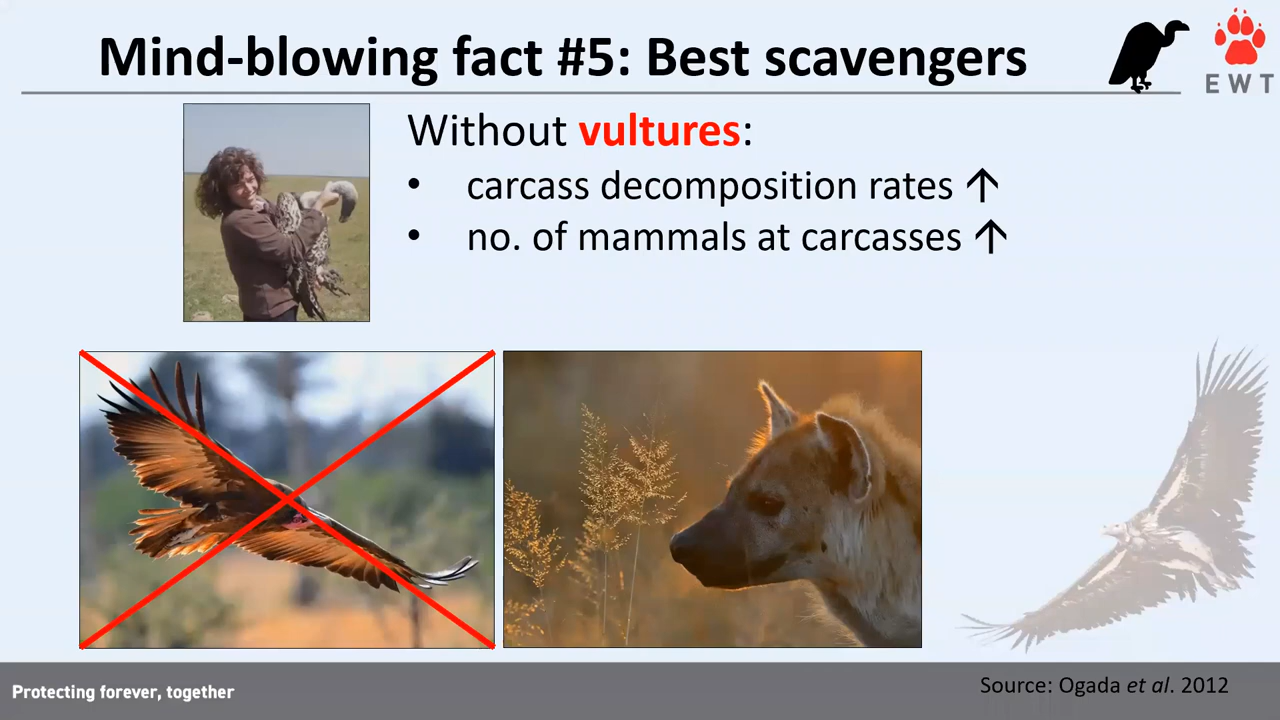 Mind-blowing fact #5: Best scavengers
EWT
Without vultures:
• carcass decomposition rates ↑
• no. of mammals at carcasses ↑
Protecting forever, together
Source: Ogada et al. 2012